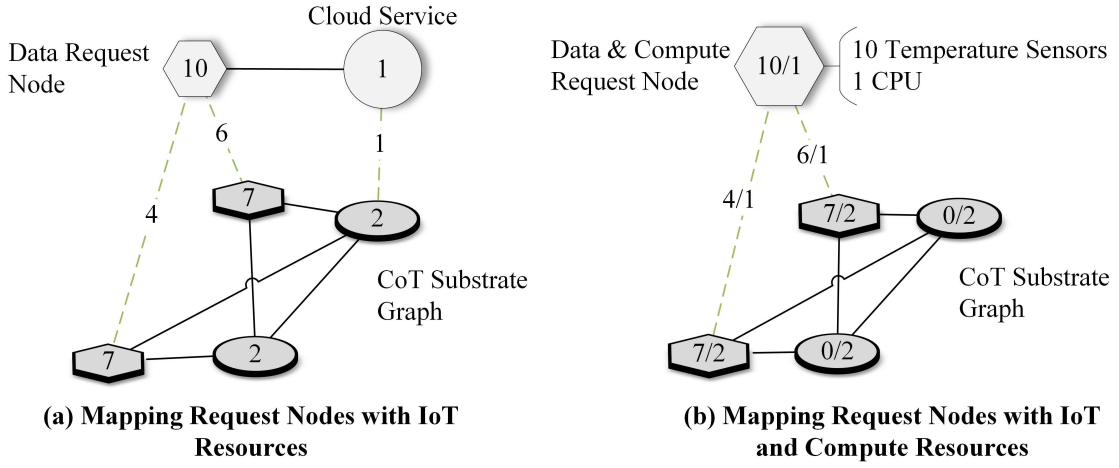 Cloud Service
Data Request
Node
10
1
6
1
4
7
2
CoT Substrate
Graph
7
2
(a) Mapping Request Nodes with IoT
Resources
Data & Compute
Request Node
10/1
10 Temperature Sensors
1 CPU
6/1
4/1
7/2
0/2
CoT Substrate
Graph
7/2
0/2
(b) Mapping Request Nodes with IoT
and Compute Resources